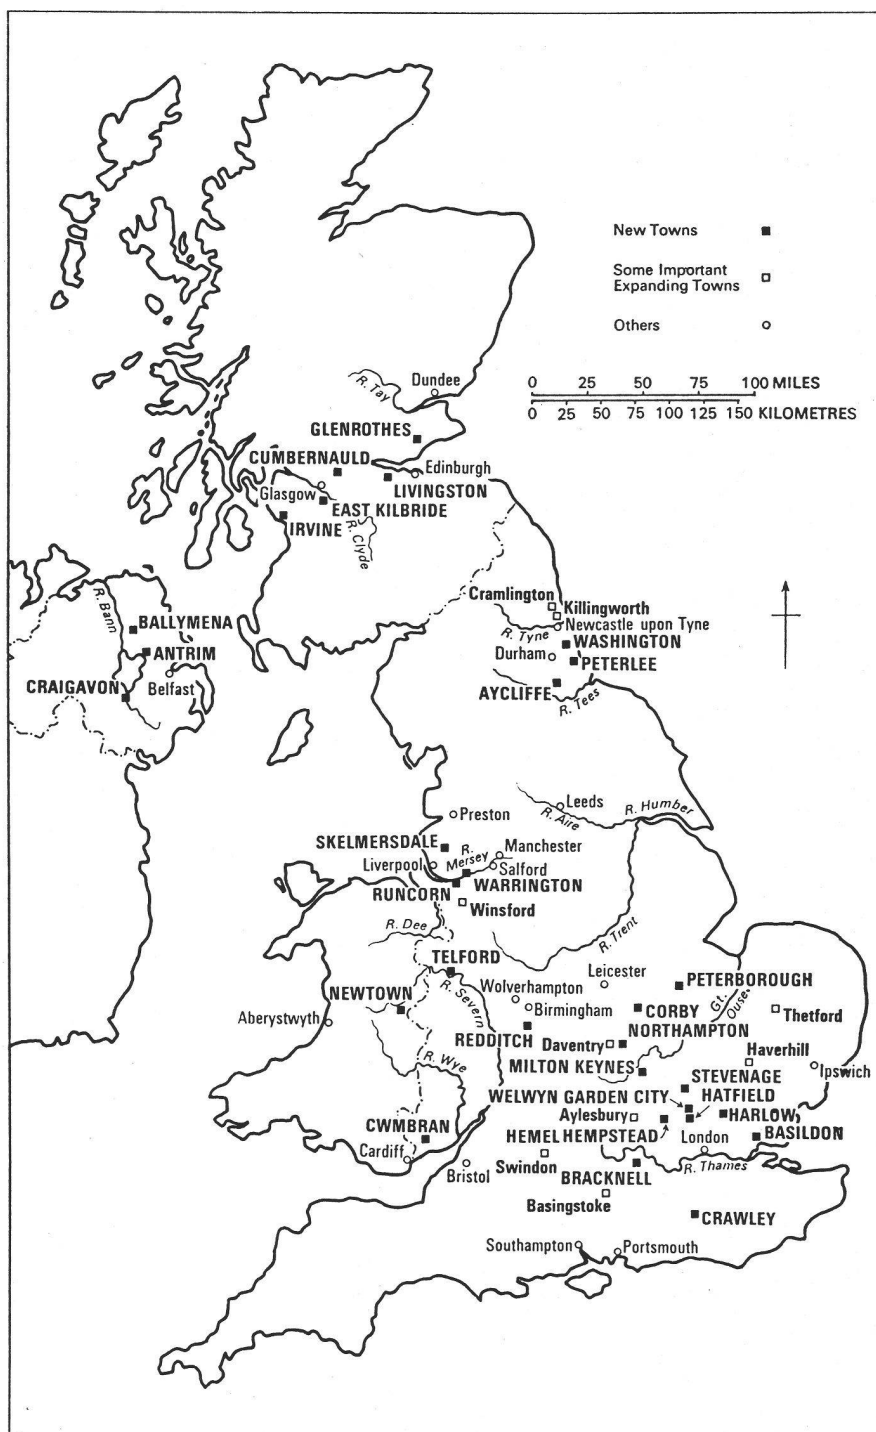 New Towns
Some Important
Expanding Towns
Others
0 25 50 75 100 MILES
0 25 50 75 100 125 150 KILOMETRES
R. Tay
Dundee
GLENROTHES
CUMBERNAULD
Edinburgh
Glasgow
LIVINGSTON
EAST KILBRIDE
IRVINE
R. Clyde
Cramlington
Killingworth
R. Bann
Newcastle upon Tyne
R. Tyne
BALLYMENA
WASHINGTON
ANTRIM
Durham
PETERLEE
CRAIGAVON
Belfast
AYCLIFFE
R. Tees
Leeds
R. Humber
Preston
R. Aire
SKELMERSDALE
R.
Mersey
Manchester
Liverpool
Salford
WARRINGTON
RUNCORN
Winsford
R. Dee
R. Trent
TELFORD
Leicester
PETERBOROUGH
Wolverhampton
R. Severn
NEWTOWN
Gt.
Ouse
Birmingham
CORBY
Thetford
Aberystwyth
REDDITCH
NORTHAMPTON
Daventry
Haverhill
R. Wye
MILTON KEYNES
Ipswich
STEVENAGE
WELWYN GARDEN CITY
HATFIELD
Aylesbury
HARLOW
CWMBRAN
HEMEL HEMPSTEAD
London
BASILDON
Cardiff
Swindon
R. Thames
Bristol
BRACKNELL
Basingstoke
CRAWLEY
Southampton
Portsmouth